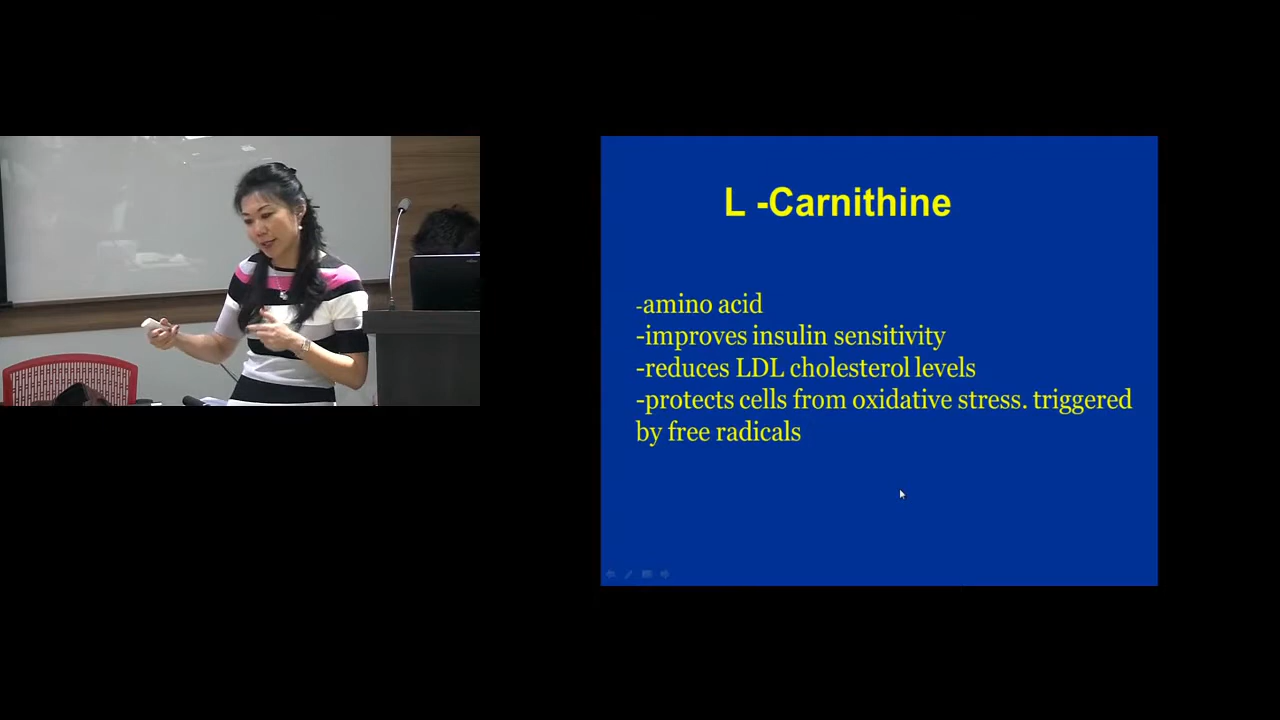 L -Carnithine
-amino acid
-improves insulin sensitivity
-reduces LDL cholesterol levels
-protects cells from oxidative stress. triggered
by free radicals